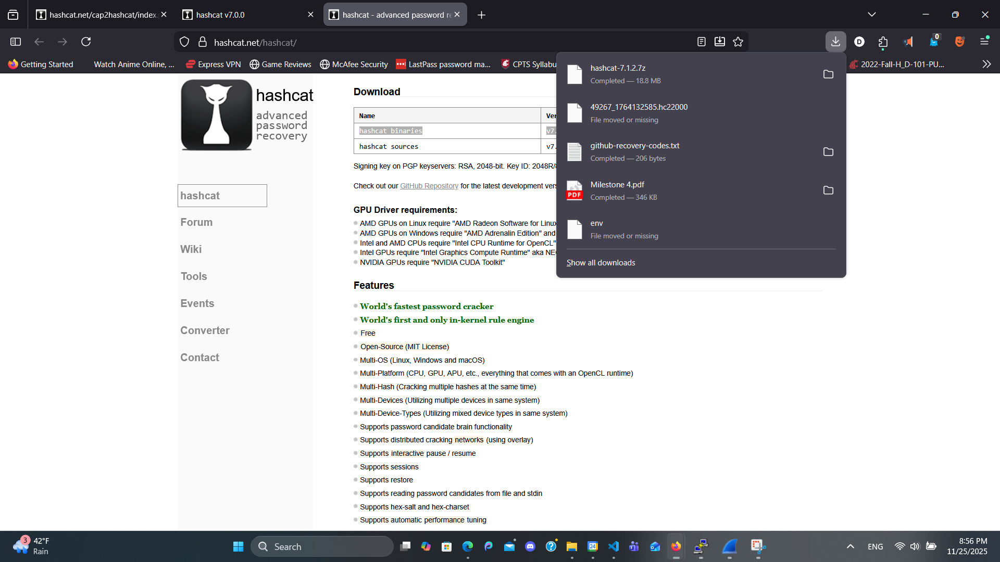 hashcat.net/cap2hashcat/index.
hashcat v7.0.0
hashcat - advanced password re
hashcat.net/hashcat/
0
Getting Started
Watch Anime Online, ...
Express VPN
Game Reviews
McAfee Security
LastPass password ma...
CPTS Syllabu
2022-Fall-H_D-101-PU...
hashcat
advanced
password
recovery
hashcat
Forum
Wiki
Tools
Events
Converter
Contact
Download
Name Ver
hashcat binaries v7.
hashcat sources v7.
Signing key on PGP keyservers: RSA, 2048-bit. Key ID: 2048R/8
Check out our GitHub Repository for the latest development vers
GPU Driver requirements:
AMD GPUs on Linux require "AMD Radeon Software for Linux
AMD GPUs on Windows require "AMD Adrenalin Edition" and
Intel and AMD CPUs require "Intel CPU Runtime for OpenCL"
Intel GPUs require "Intel Graphics Compute Runtime" aka NEO
NVIDIA GPUs require "NVIDIA CUDA Toolkit"
Features
World's fastest password cracker
World's first and only in-kernel rule engine
Free
Open-Source (MIT License)
Multi-OS (Linux, Windows and macOS)
Multi-Platform (CPU, GPU, APU, etc., everything that comes with an OpenCL runtime)
Multi-Hash (Cracking multiple hashes at the same time)
Multi-Devices (Utilizing multiple devices in same system)
Multi-Device-Types (Utilizing mixed device types in same system)
Supports password candidate brain functionality
Supports distributed cracking networks (using overlay)
Supports interactive pause / resume
Supports sessions
Supports restore
Supports reading password candidates from file and stdin
Supports hex-salt and hex-charset
Supports automatic performance tuning
hashcat-7.1.2.7z
Completed — 18.8 MB
49267_1764132585.hc22000
File moved or missing
github-recovery-codes.txt
Completed — 206 bytes
PDF
Milestone 4.pdf
Completed — 346 KB
env
File moved or missing
Show all downloads
3
42°F
Rain
Search
24
ENG
8:56 PM
11/25/2025